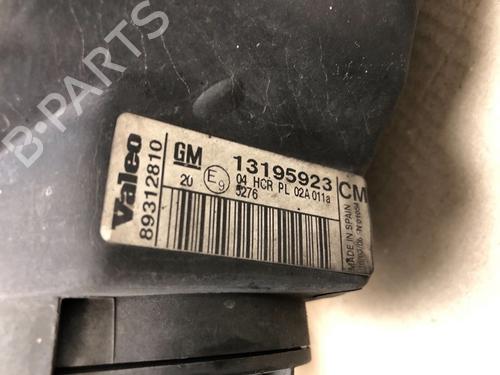 B-PARTS
Valeo
89312810
GM
13195923
CM
20
E9
04 HCR PL 02A 011a
5276
MADE IN SPAIN